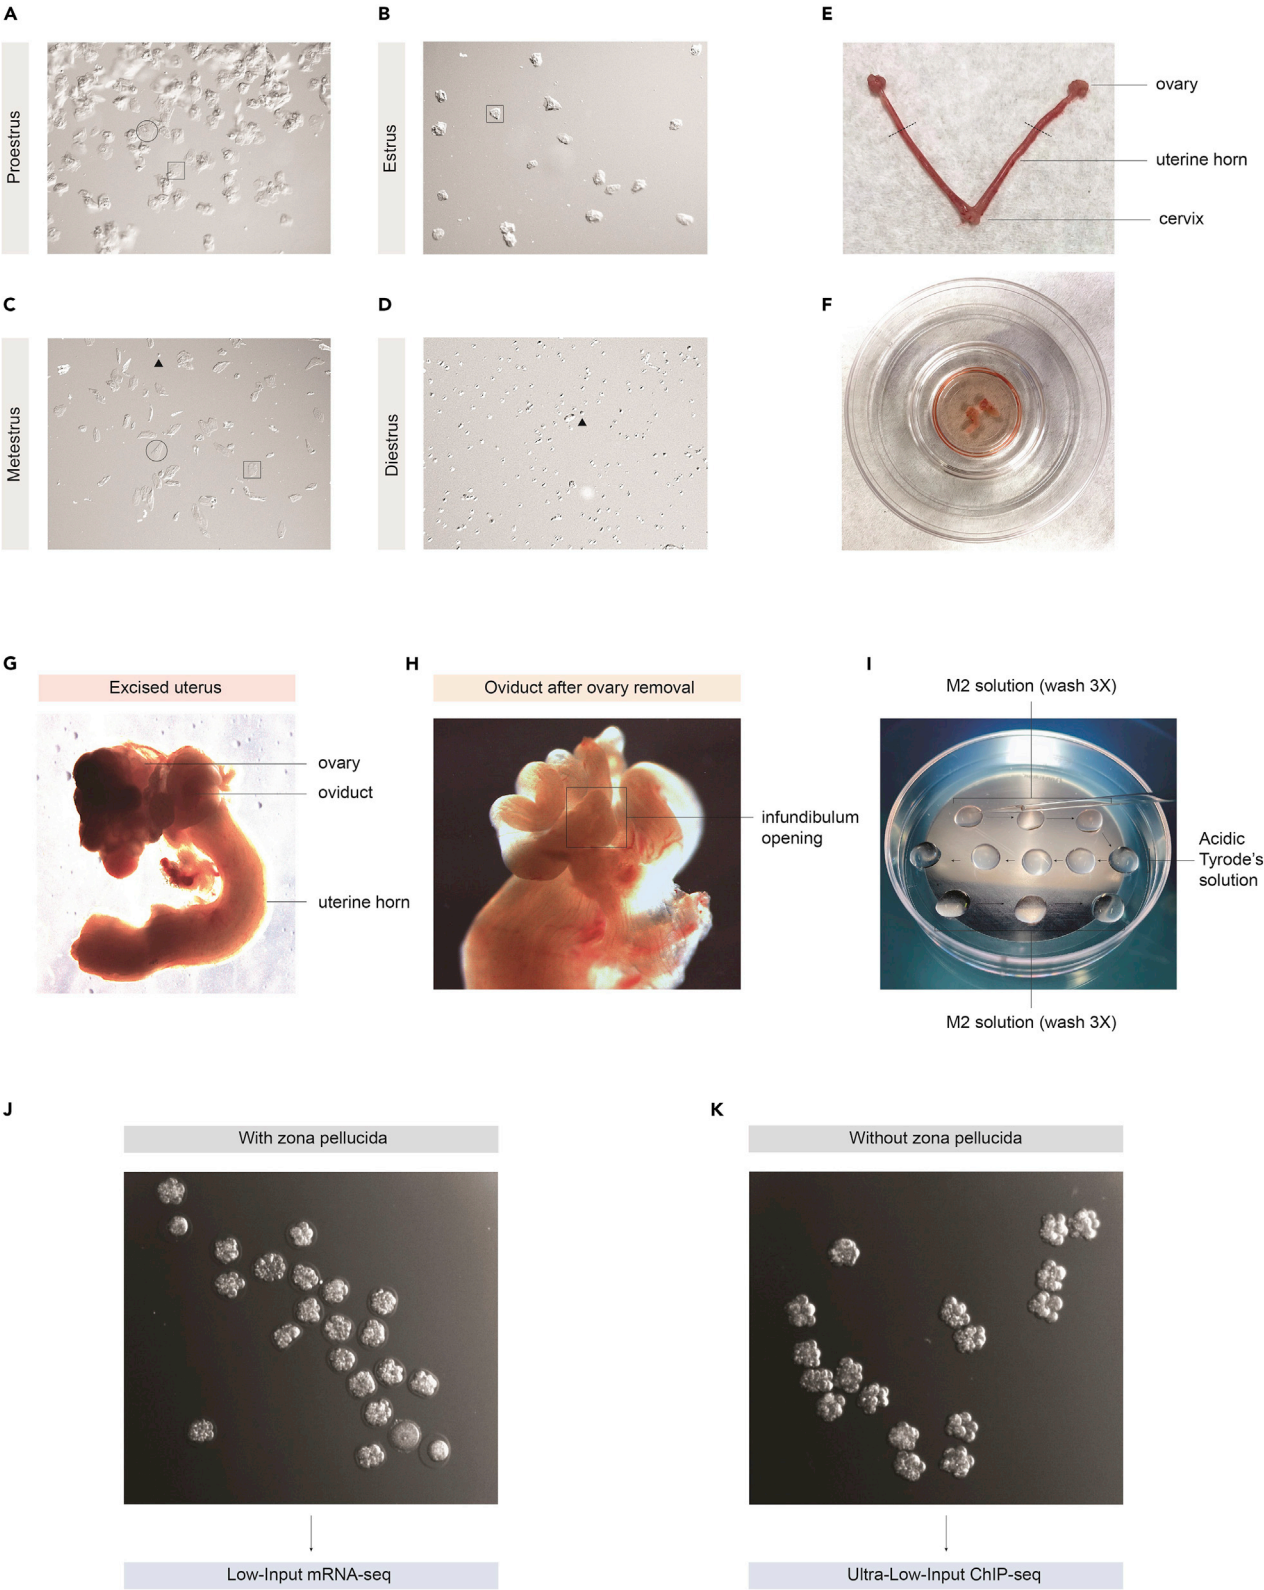 A
Proestrus
B
Estrus
E
ovary
uterine horn
cervix
C
Metestrus
D
Diestrus
F
G
Excised uterus
ovary
oviduct
uterine horn
H
Oviduct after ovary removal
infundibulum
opening
I
M2 solution (wash 3X)
Acidic
Tyrode's
solution
M2 solution (wash 3X)
J
With zona pellucida
Low-Input mRNA-seq
K
Without zona pellucida
Ultra-Low-Input ChIP-seq